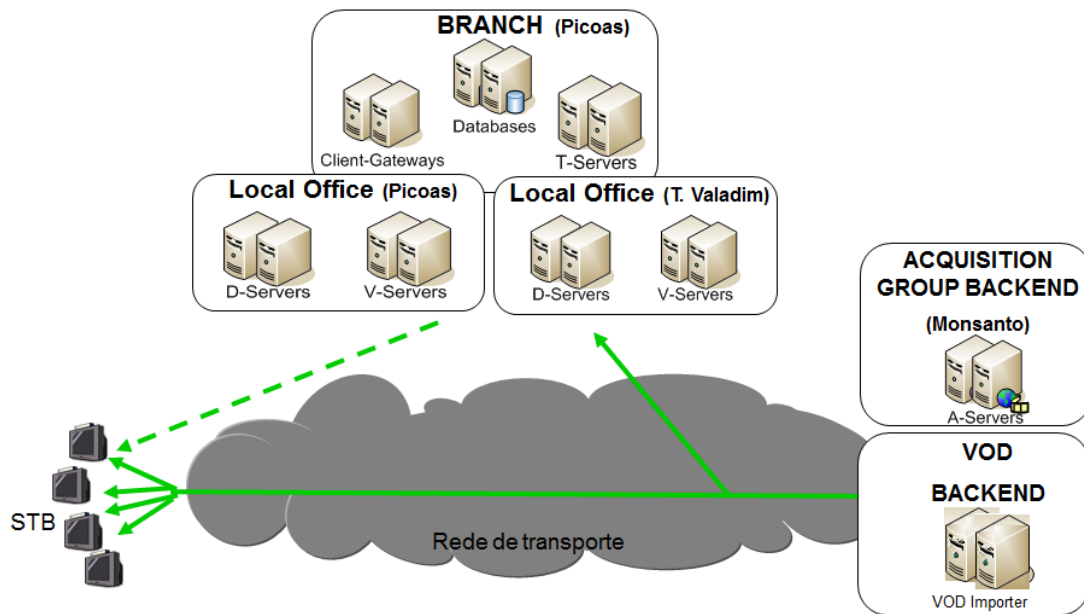 BRANCH (Picoas)
Client-Gateways
Databases
T-Servers
Local Office (Picoas)
D-Servers
V-Servers
Local Office (T. Valadim)
D-Servers
V-Servers
ACQUISITION
GROUP BACKEND
(Monsanto)
A-Servers
VOD
BACKEND
VOD Importer
STB
Rede de transporte